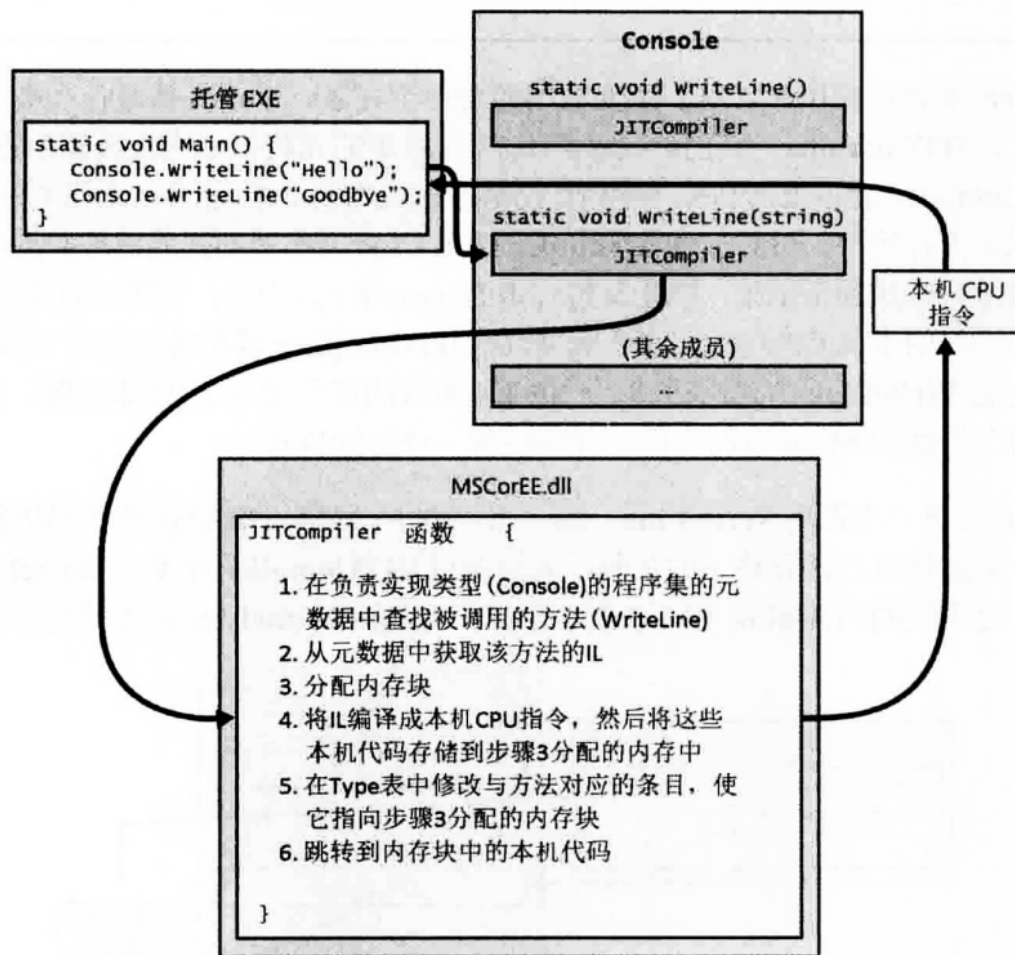 托管 EXE
static void Main() {
Console.WriteLine("Hello");
Console.WriteLine(“Goodbye");
}
Console
static void WriteLine()
JITCompiler
static void WriteLine(string)
JITCompiler
(其余成员)
本机 CPU
指令
MSCorEE.dll
JITCompiler 函数 {
1. 在负责实现类型(Console)的程序集的元
数据中查找被调用的方法(WriteLine)
2. 从元数据中获取该方法的IL
3. 分配内存块
4. 将IL编译成本机CPU指令，然后将这些
本机代码存储到步骤3分配的内存中
5. 在Type表中修改与方法对应的条目，使
它指向步骤3分配的内存块
6. 跳转到内存块中的本机代码
}